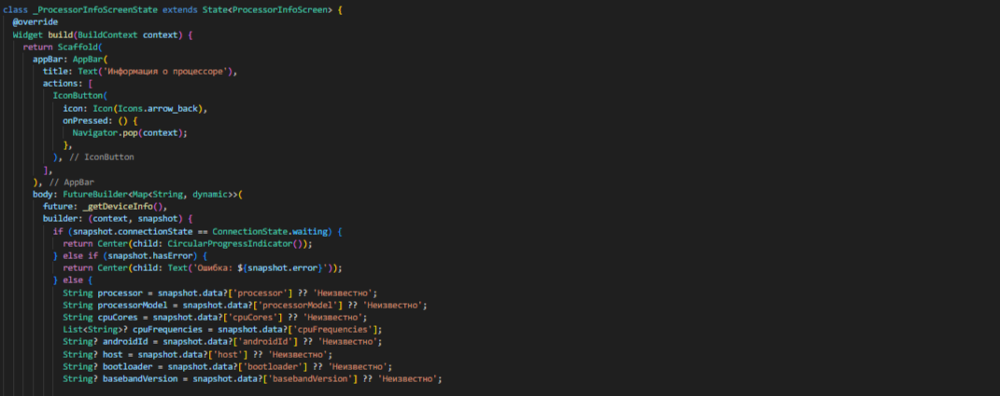 class _ProcessorInfoScreenState extends State<ProcessorInfoScreen> {
  @override
  Widget build(BuildContext context) {
    return Scaffold(
      appBar: AppBar(
        title: Text('Информация о процессоре'),
        actions: [
          IconButton(
            icon: Icon(Icons.arrow_back),
            onPressed: () {
              Navigator.pop(context);
            },
          ), // IconButton
        ],
      ), // AppBar
      body: FutureBuilder<Map<String, dynamic>>(
        future: _getDeviceInfo(),
        builder: (context, snapshot) {
          if (snapshot.connectionState == ConnectionState.waiting) {
            return Center(child: CircularProgressIndicator());
          } else if (snapshot.hasError) {
            return Center(child: Text('Ошибка: ${snapshot.error}'));
          } else {
            String processor = snapshot.data?['processor'] ?? 'Неизвестно';
            String processorModel = snapshot.data?['processorModel'] ?? 'Неизвестно';
            String cpuCores = snapshot.data?['cpuCores'] ?? 'Неизвестно';
            List<String>? cpuFrequencies = snapshot.data?['cpuFrequencies'];
            String? androidId = snapshot.data?['androidId'] ?? 'Неизвестно';
            String? host = snapshot.data?['host'] ?? 'Неизвестно';
            String? bootloader = snapshot.data?['bootloader'] ?? 'Неизвестно';
            String? basebandVersion = snapshot.data?['basebandVersion'] ?? 'Неизвестно';